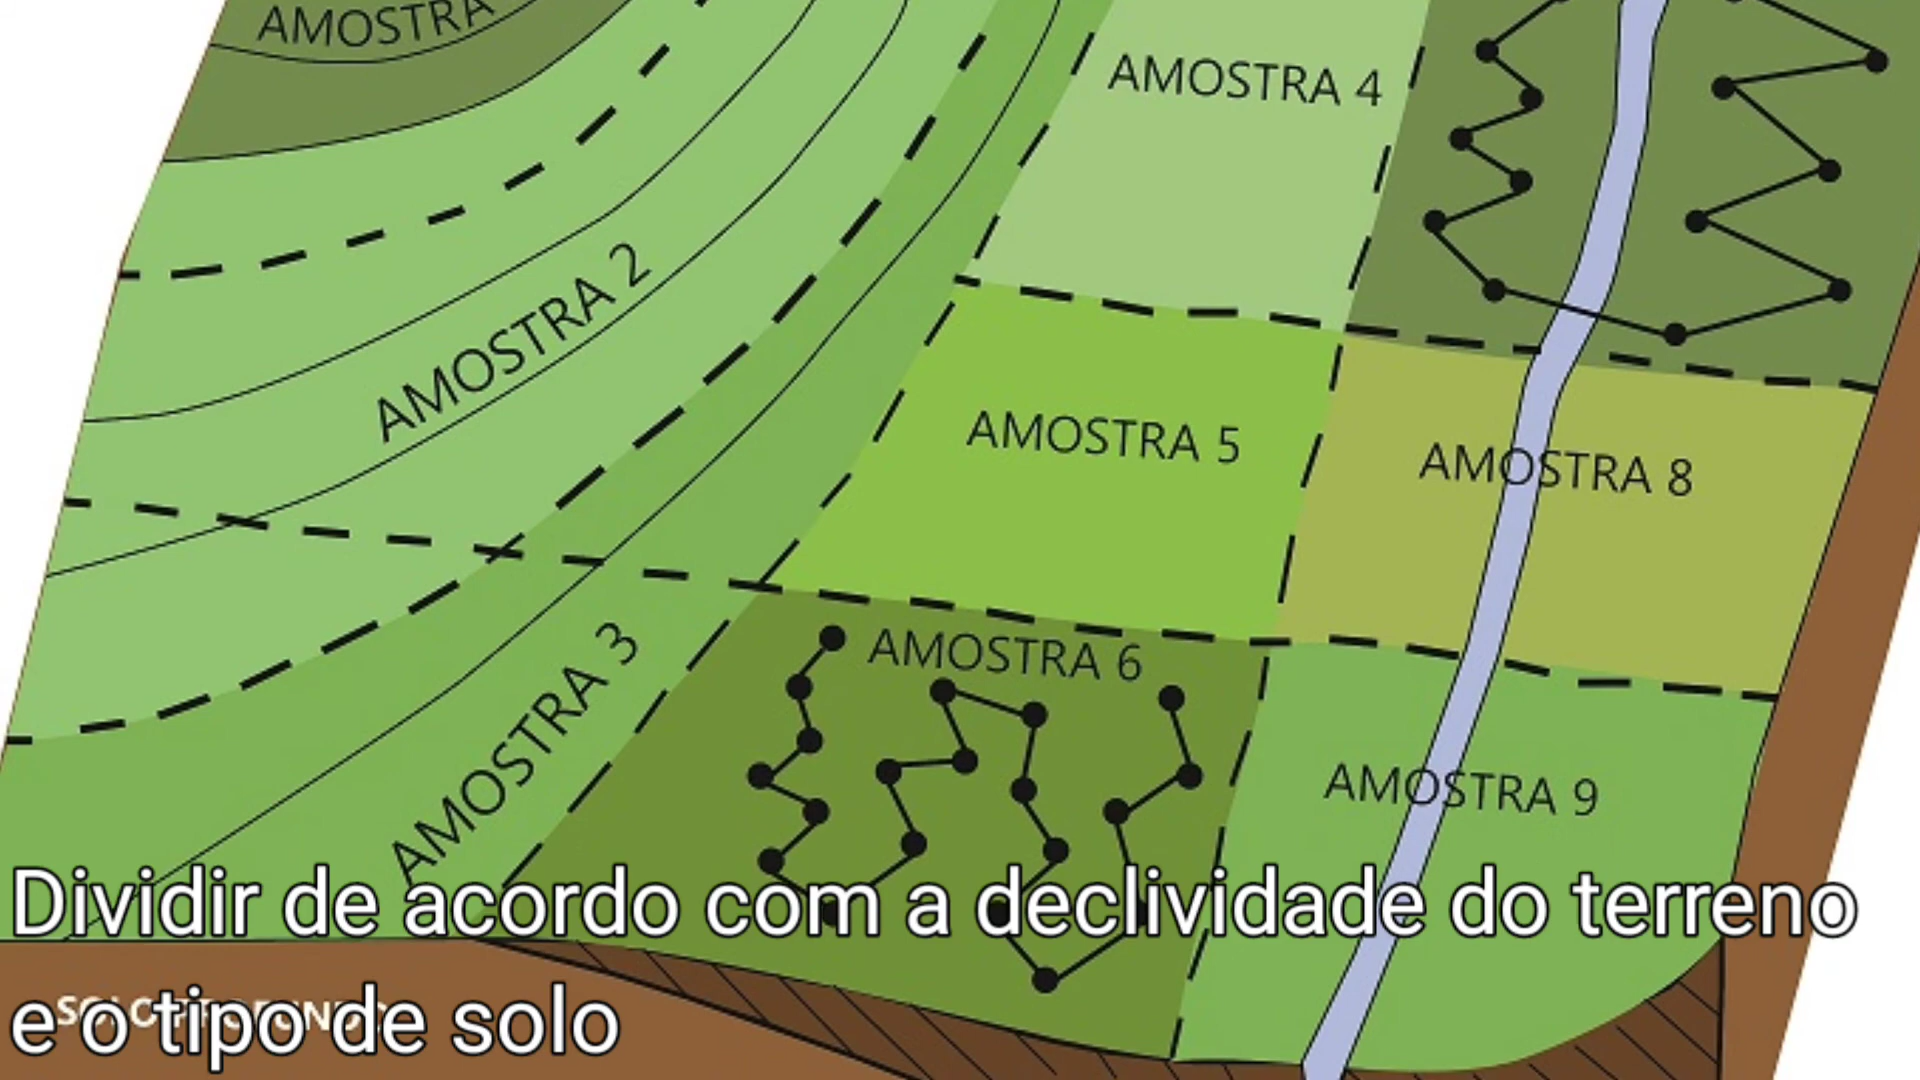 AMOSTRA
AMOSTRA 4
AMOSTRA 2
AMOSTRA 5
AMOSTRA 8
AMOSTRA 3
AMOSTRA 6
AMOSTRA 9
Dividir de acordo com a declividade do terreno
e o tipo de solo